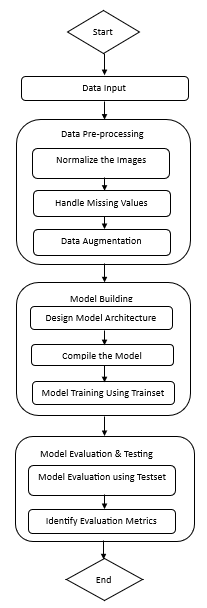 Start
Data Input
Data Pre-processing
Normalize the Images
Handle Missing Values
Data Augmentation
Model Building
Design Model Architecture
Compile the Model
Model Training Using Trainset
Model Evaluation & Testing
Model Evaluation using Testset
Identify Evaluation Metrics
End